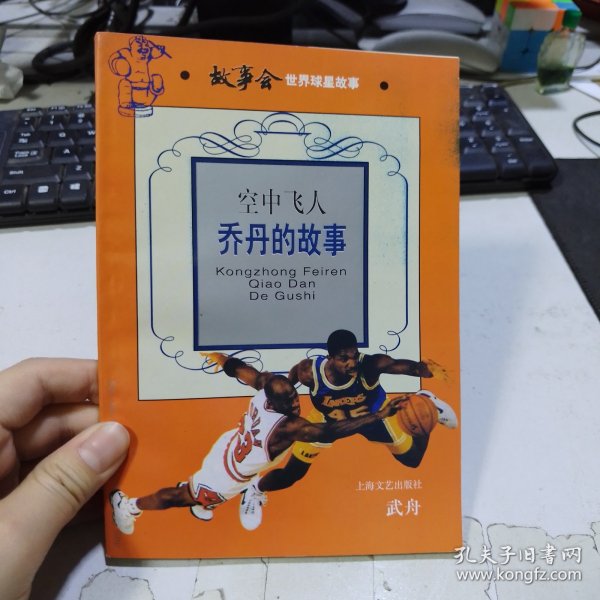 故事会 世界球星故事
空中飞人
乔丹的故事
Kongzhong Feiren
Qiao Dan
De Gushi
LAKERS
45
23
上海文艺出版社
武舟
孔夫子旧书网
www.kongfz.com